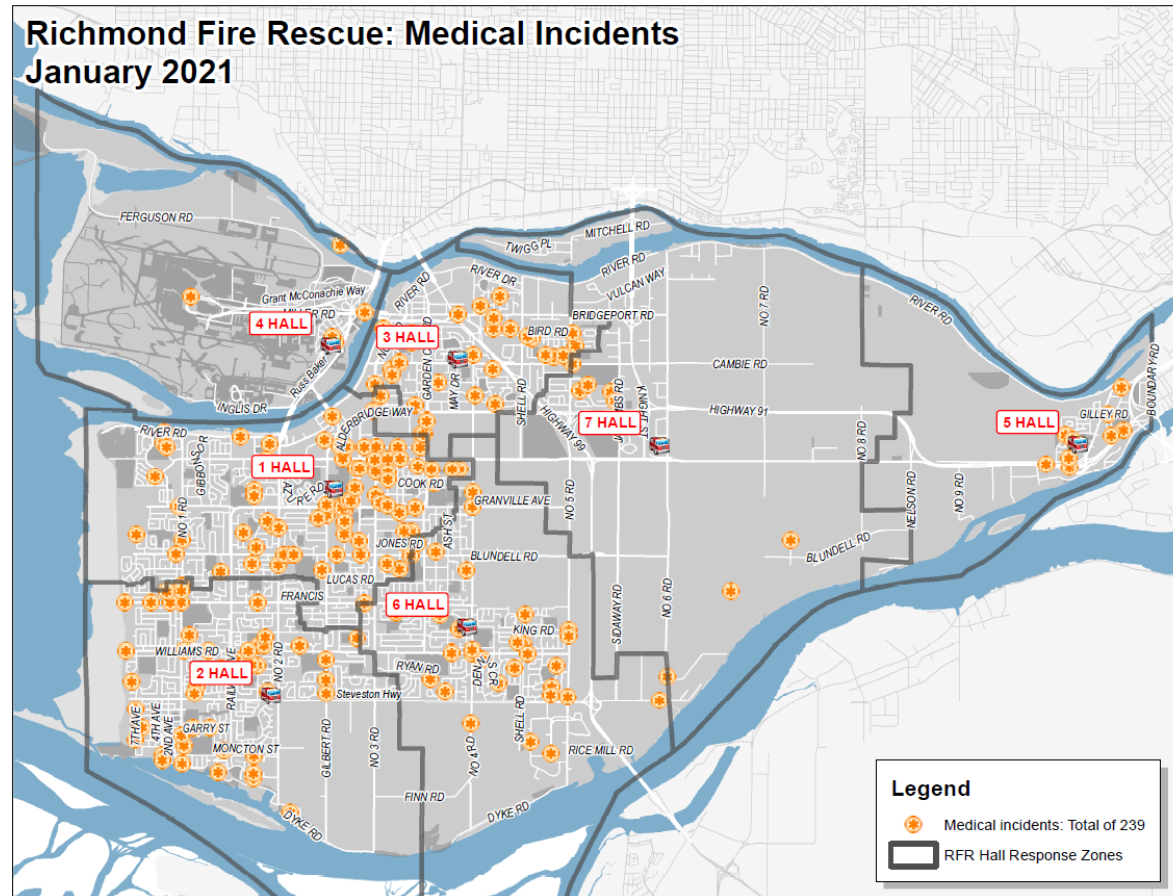 Richmond Fire Rescue: Medical Incidents
January 2021
FERGUSON RD
TWIGG PL
MITCHELL RD
RIVER RD
VULCAN WAY
RIVER DR
RIVER RD
Grant McConachie Way
MILLER RD
4 HALL
3 HALL
BIRD RD
BRIDGEPORT RD
NO 7 RD
RIVER RD
BOUNDARY RD
Russ Baker
GARDEN C
MAY DR
SHELL RD
CAMBIE RD
INGLIS DR
HIGHWAY 99
KNIGHT ST
HIGHWAY 91
7 HALL
5 HALL
GILLEY RD
RIVER RD
GIBBONS
ALDERBRIDGE WAY
1 HALL
NO 8 RD
COOK RD
GRANVILLE AVE
NO 5 RD
NELSON RD
NO 9 RD
NO 1 RD
JONES RD
ASH ST
BLUNDELL RD
BLUNDELL RD
LUCAS RD
FRANCIS
6 HALL
SIDAWAY RD
NO 6 RD
KING RD
WILLIAMS RD
NO 2 RD
RYAN RD
2 HALL
Steveston Hwy
7TH AVE
4TH AVE
2ND AVE
GARRY ST
MONCTON ST
GILBERT RD
NO 3 RD
NO 4 RD
SHELL RD
RICE MILL RD
FINN RD
DYKE RD
DYKE RD
Legend
Medical incidents: Total of 239
RFR Hall Response Zones